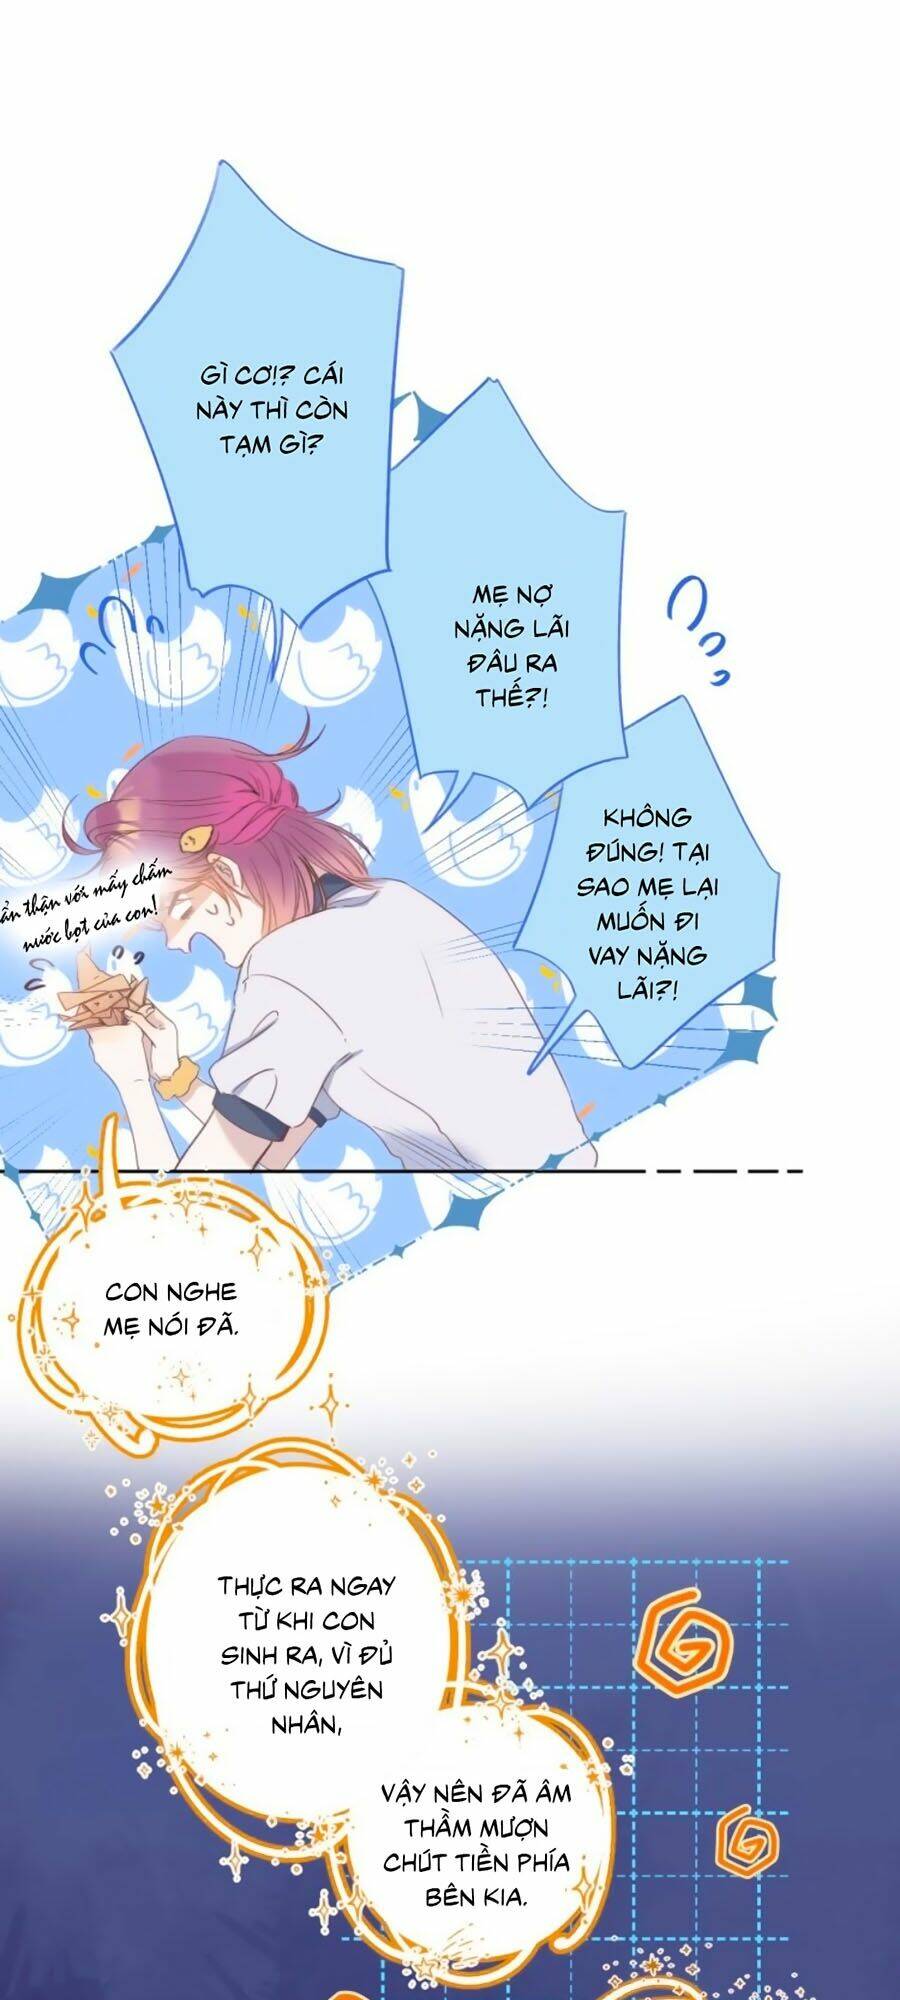 GÌ CƠ!? CÁI
NÀY THÌ CÒN
TẠM GÌ?
MẸ NỢ
NẶNG LÃI
ĐÂU RA
THẾ?!
KHÔNG
ĐÚNG! TẠI
SAO MẸ LẠI
MUỐN ĐI
VAY NẶNG
LÃI?!
ẩn thận với mấy chấm
nước bọt của con!
CON NGHE
MẸ NÓI ĐÃ.
THỰC RA NGAY
TỪ KHI CON
SINH RA, VÌ ĐỦ
THỨ NGUYÊN
NHÂN,
VẬY NÊN ĐÃ ÂM
THẦM MƯỢN
CHÚT TIỀN PHÍA
BÊN KIA.